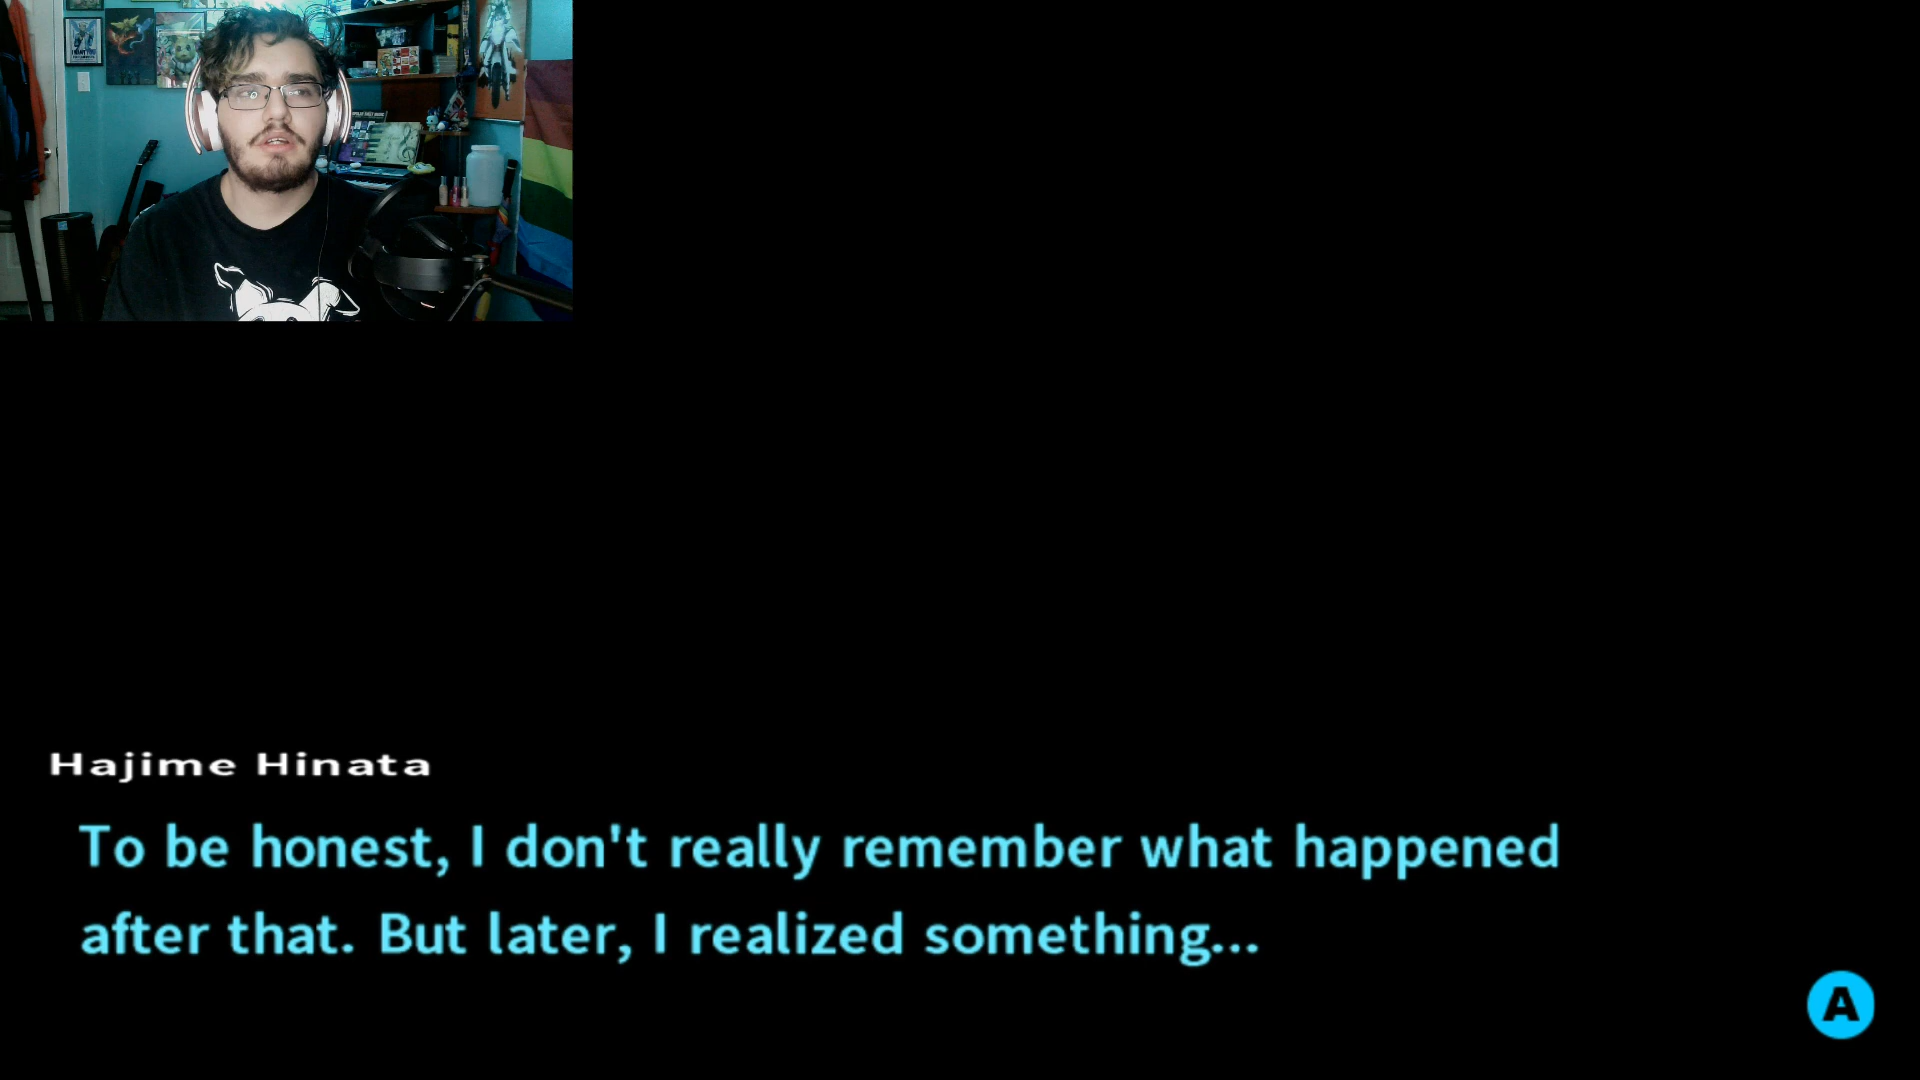 Hajime Hinata
To be honest, I don't really remember what happened
after that. But later, I realized something...
A